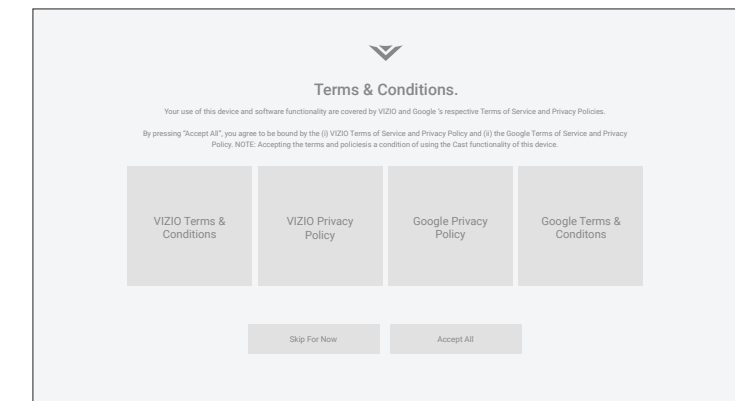 Terms & Conditions.
Your use of this device and software functionality are covered by VIZIO and Google 's respective Terms of Service and Privacy Policies.
By pressing "Accept All", you agree to be bound by the (i) VIZIO Terms of Service and Privacy Policy and (ii) the Google Terms of Service and Privacy
Policy. NOTE: Accepting the terms and policiesis a condition of using the Cast functionality of this device.
VIZIO Terms &
Conditions
VIZIO Privacy
Policy
Google Privacy
Policy
Google Terms &
Conditons
Skip For Now
Accept All